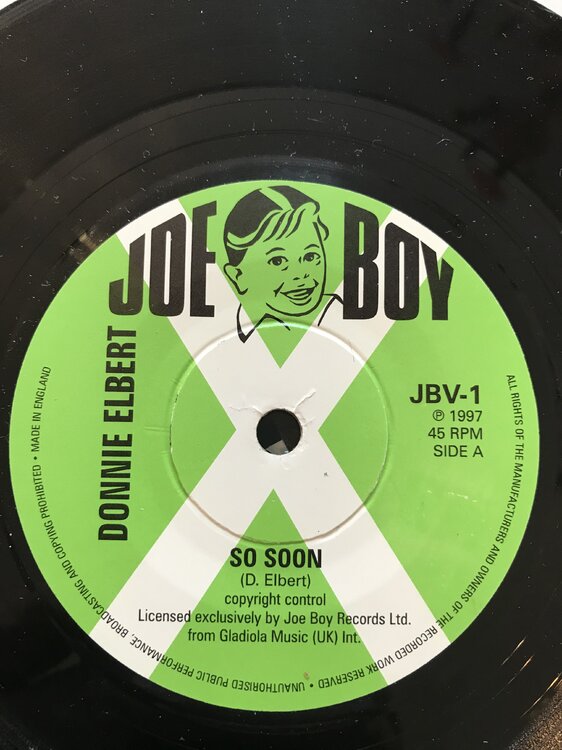 JOE BOY
DONNIE ELBERT
JBV-1
℗ 1997
45 RPM
SIDE A
SO SOON
(D. Elbert)
copyright control
Licensed exclusively by Joe Boy Records Ltd.
from Gladiola Music (UK) Int.
ALL RIGHTS OF THE MANUFACTURERS AND OWNERS OF THE RECORDED WORK RESERVED • UNAUTHORISED PUBLIC PERFORMANCE, BROADCASTING AND COPYING PROHIBITED • MADE IN ENGLAND